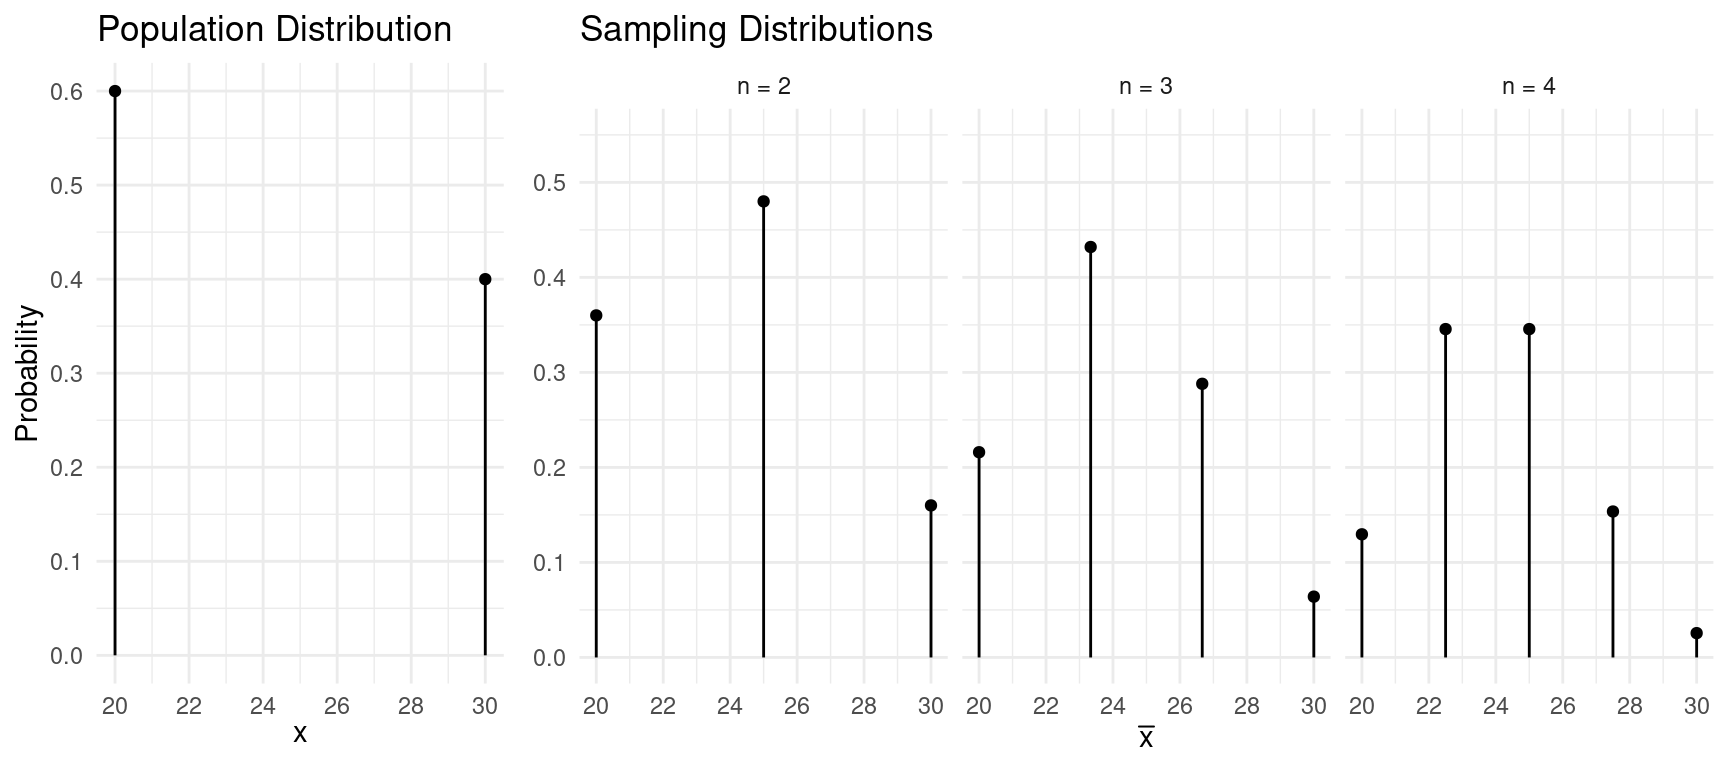 Population Distribution
Sampling Distributions
n = 2
n = 3
n = 4
Probability
0.6
0.5
0.4
0.3
0.2
0.1
0.0
20 22 24 26 28 30
x
0.5
0.4
0.3
0.2
0.1
0.0
20 22 24 26 28 30
20 22 24 26 28 30
20 22 24 26 28 30
x̅